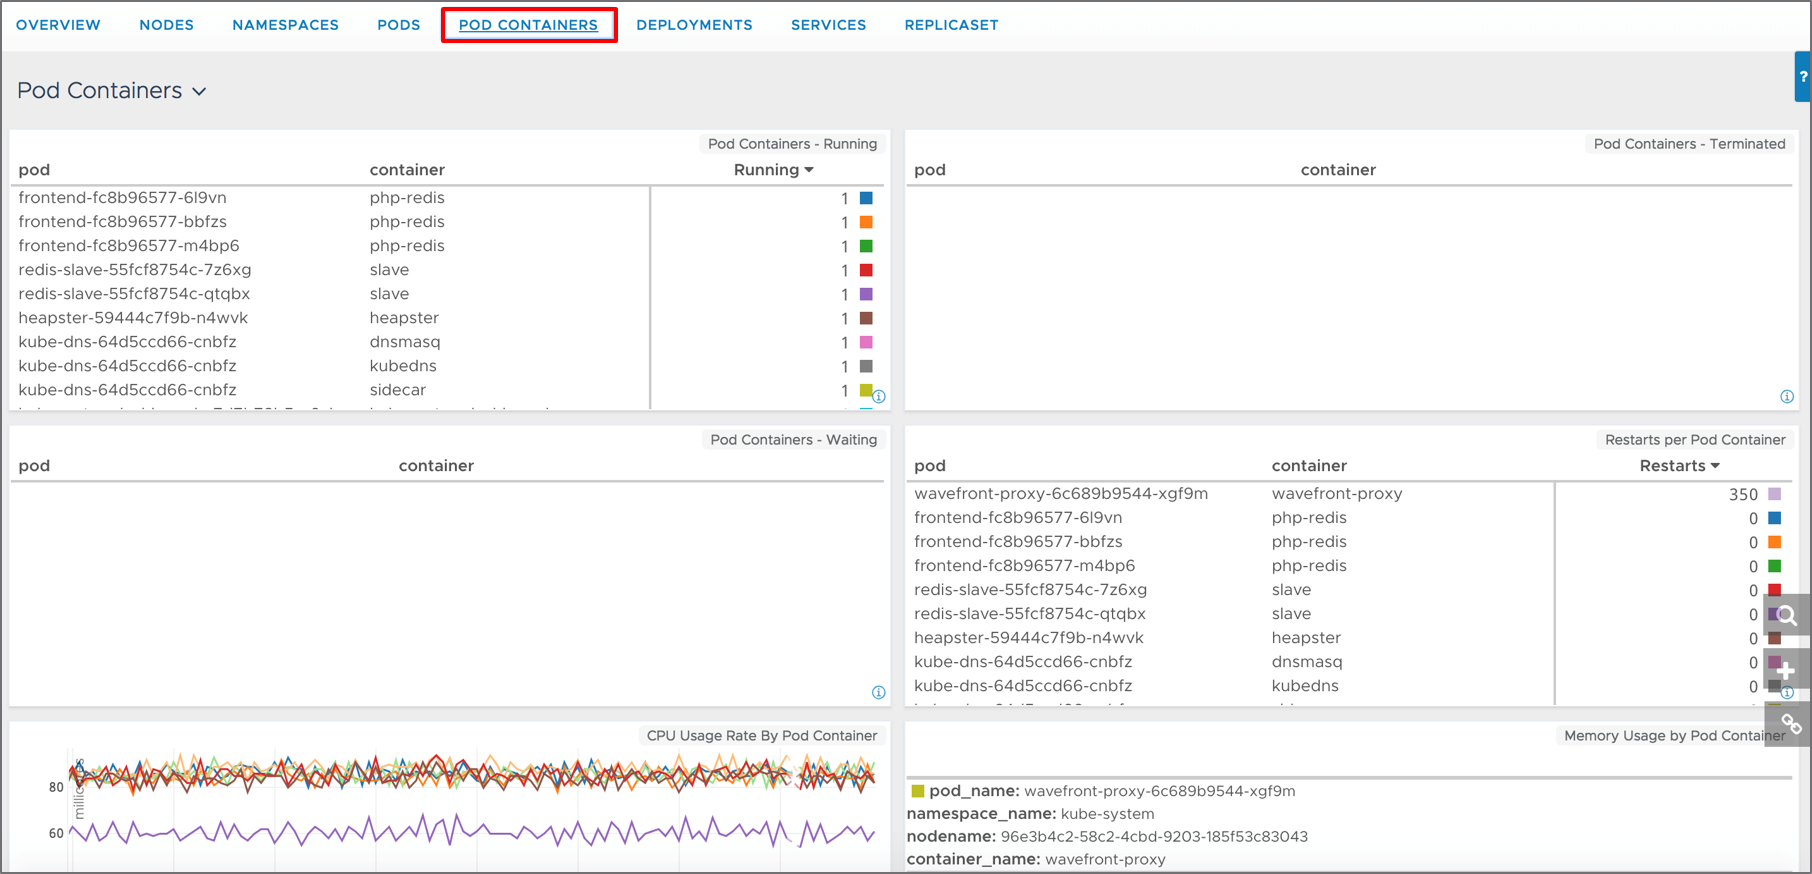 OVERVIEW NODES NAMESPACES PODS POD CONTAINERS DEPLOYMENTS SERVICES REPLICASET
?
Pod Containers
Pod Containers - Running
pod container Running
frontend-fc8b96577-6l9vn php-redis 1
frontend-fc8b96577-bbfzs php-redis 1
frontend-fc8b96577-m4bp6 php-redis 1
redis-slave-55fcf8754c-7z6xg slave 1
redis-slave-55fcf8754c-qtqbx slave 1
heapster-59444c7f9b-n4wvk heapster 1
kube-dns-64d5ccd66-cnbfz dnsmasq 1
kube-dns-64d5ccd66-cnbfz kubedns 1
kube-dns-64d5ccd66-cnbfz sidecar 1
Pod Containers - Terminated
pod container
Pod Containers - Waiting
pod container
Restarts per Pod Container
pod container Restarts
wavefront-proxy-6c689b9544-xgf9m wavefront-proxy 350
frontend-fc8b96577-6l9vn php-redis 0
frontend-fc8b96577-bbfzs php-redis 0
frontend-fc8b96577-m4bp6 php-redis 0
redis-slave-55fcf8754c-7z6xg slave 0
redis-slave-55fcf8754c-qtqbx slave 0
heapster-59444c7f9b-n4wvk heapster 0
kube-dns-64d5ccd66-cnbfz dnsmasq 0
kube-dns-64d5ccd66-cnbfz kubedns 0
CPU Usage Rate By Pod Container
80
60
Memory Usage by Pod Container
pod_name: wavefront-proxy-6c689b9544-xgf9m
namespace_name: kube-system
nodename: 96e3b4c2-58c2-4cbd-9203-185f53c83043
container_name: wavefront-proxy